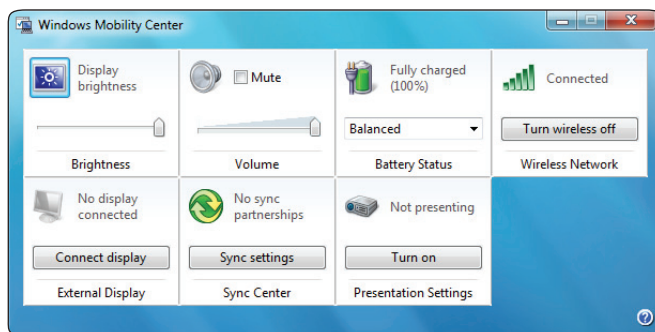 Windows Mobility Center
Display
brightness
Brightness
Mute
Volume
Fully charged
(100%)
Balanced
Battery Status
Connected
Turn wireless off
Wireless Network
No display
connected
Connect display
External Display
No sync
partnerships
Sync settings
Sync Center
Not presenting
Turn on
Presentation Settings